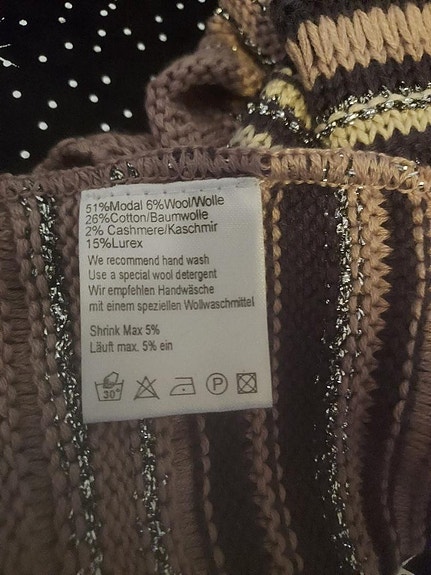 51%Modal 6%Wool/Wolle
26%Cotton/Baumwolle
2% Cashmere/Kaschmir
15%Lurex
We recommend hand wash
Use a special wool detergent
Wir empfehlen Handwäsche
mit einem speziellen Wollwaschmittel
Shrink Max 5%
Läuft max. 5% ein
30° P